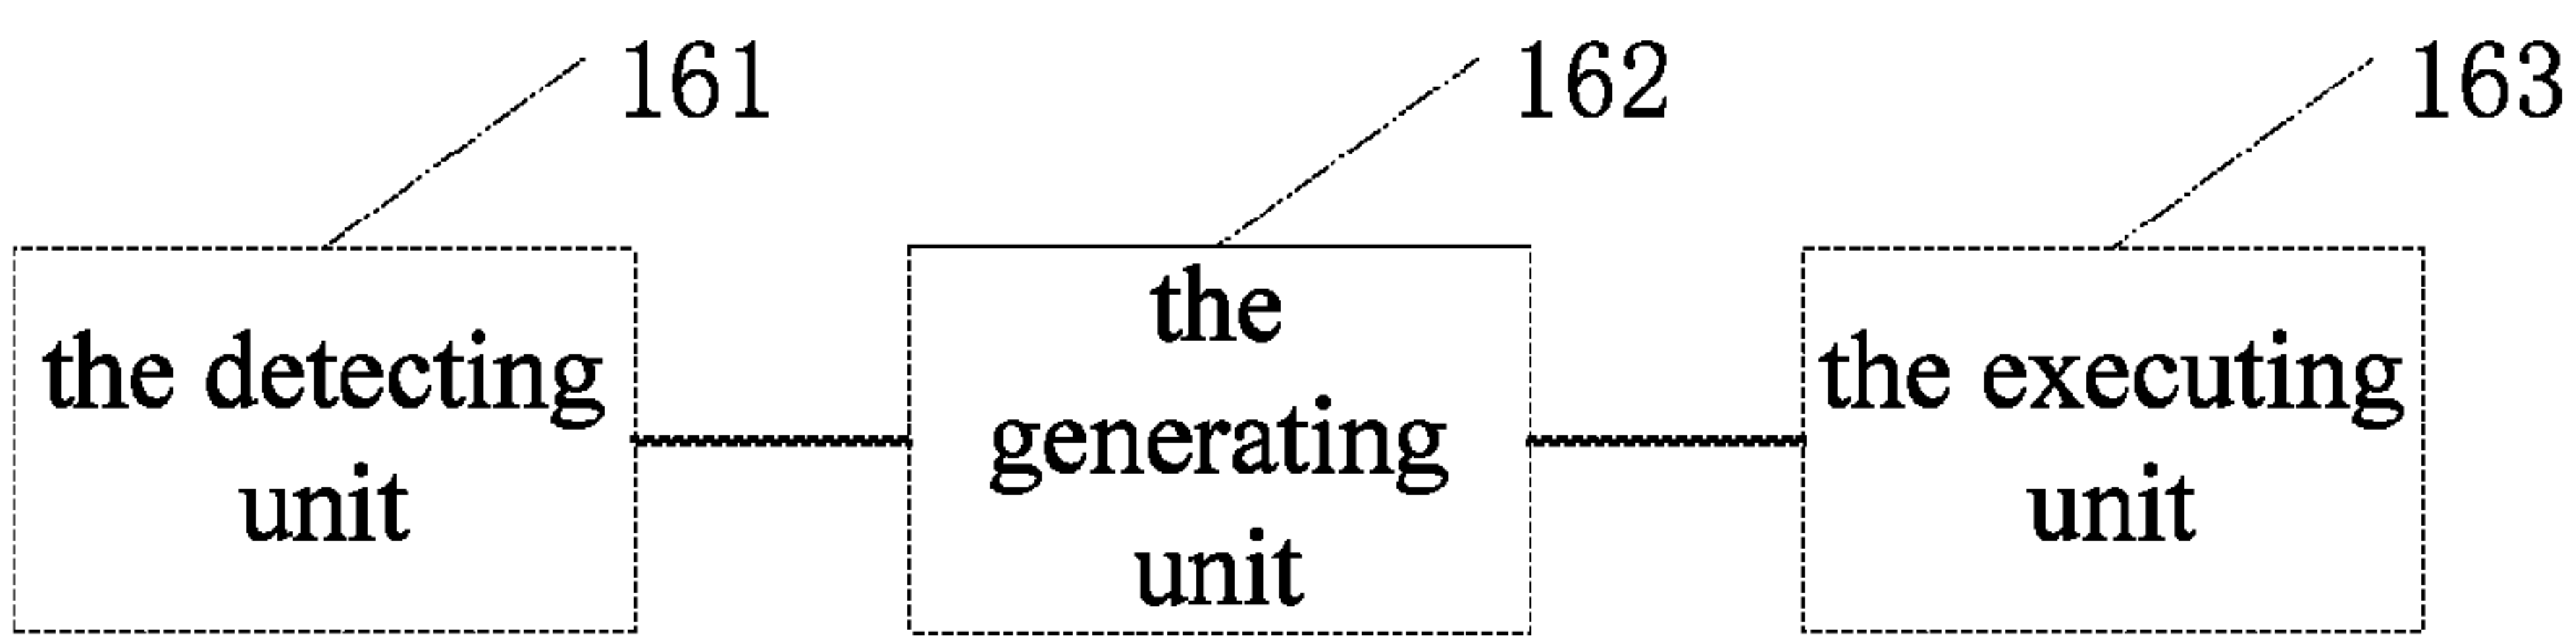 161
162
163
the detecting
unit
the
generating
unit
the executing
unit